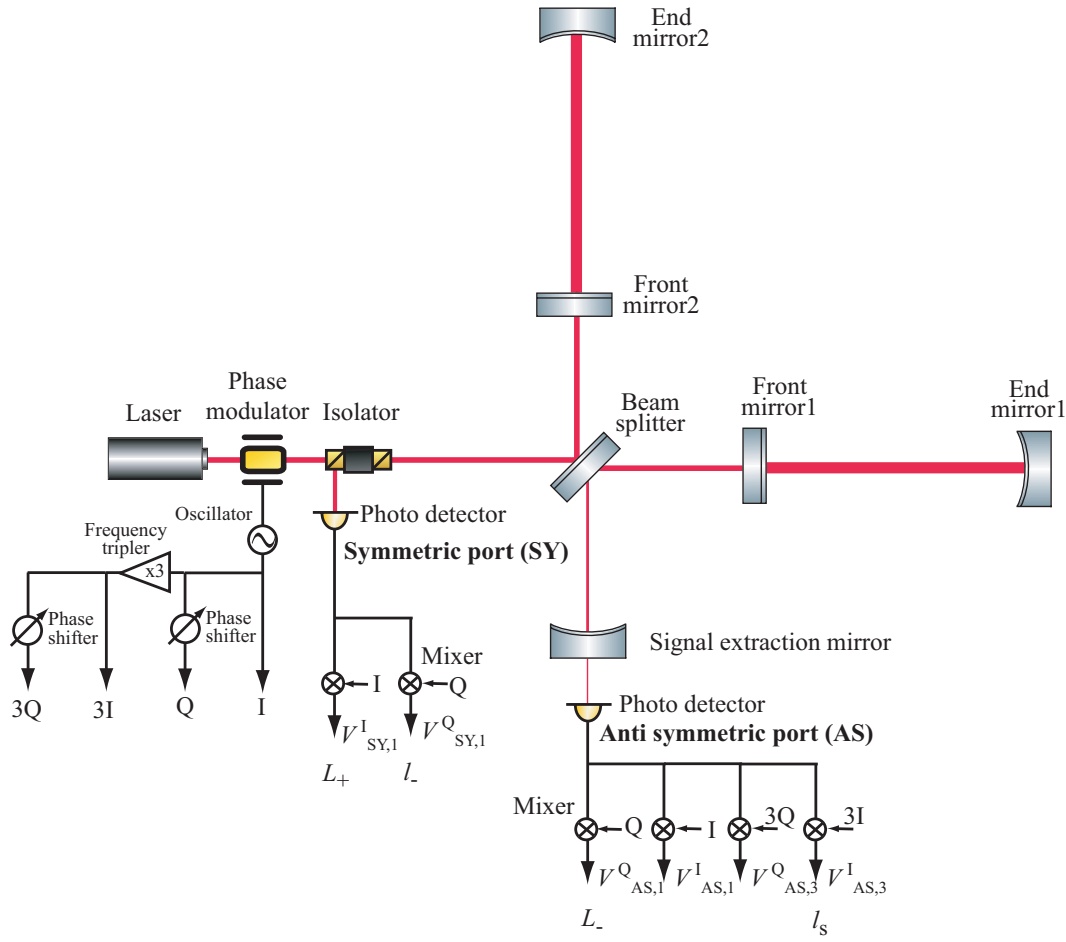 End
mirror2
Front
mirror2
Phase
modulator
Laser
Isolator
Beam
splitter
Front
mirror1
End
mirror1
Oscillator
Photo detector
Symmetric port (SY)
Frequency
tripler
x3
Phase
shifter
Phase
shifter
3Q
3I
Q
I
Mixer
I
Q
V^I_SY,1
V^Q_SY,1
L+
l-
Signal extraction mirror
Photo detector
Anti symmetric port (AS)
Mixer
Q
I
3Q
3I
V^Q_AS,1
V^I_AS,1
V^Q_AS,3
V^I_AS,3
L-
ls